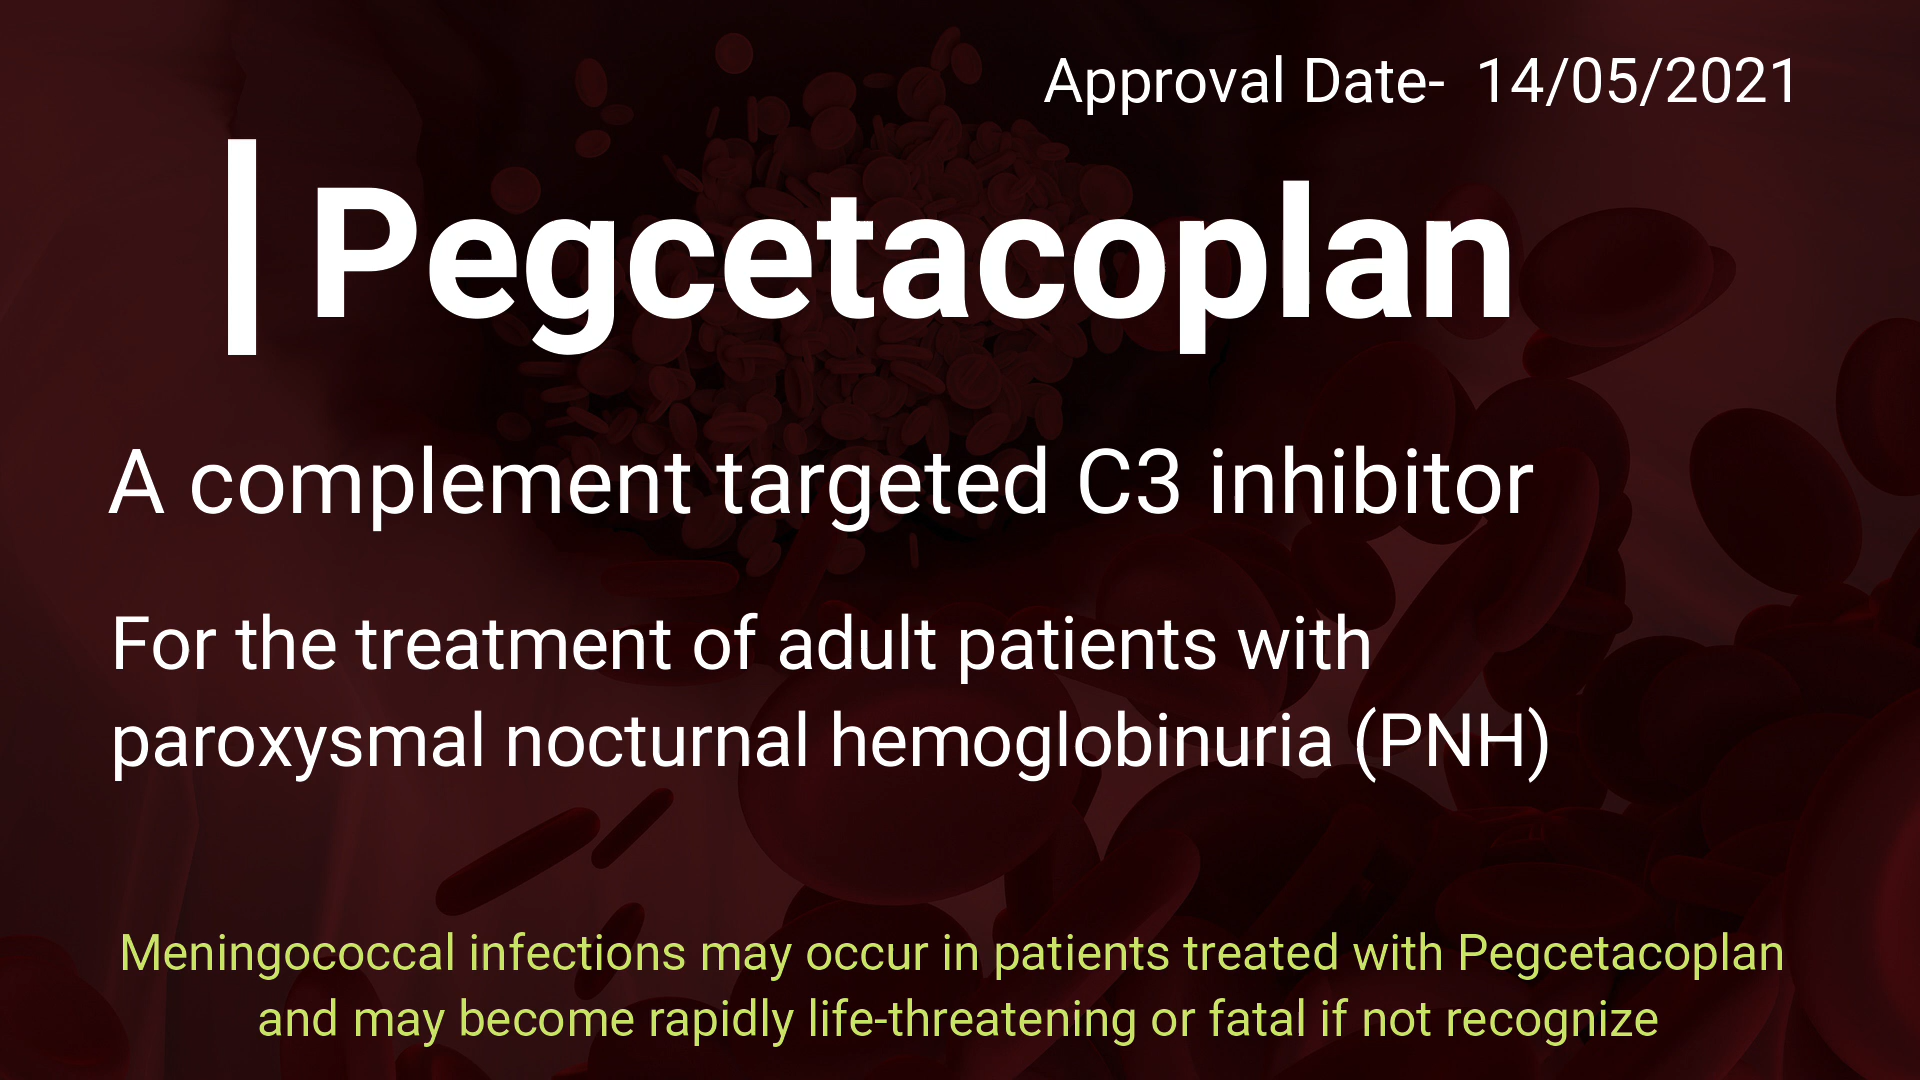 Approval Date- 14/05/2021
Pegcetacoplan
A complement targeted C3 inhibitor
For the treatment of adult patients with
paroxysmal nocturnal hemoglobinuria (PNH)
Meningococcal infections may occur in patients treated with Pegcetacoplan
and may become rapidly life-threatening or fatal if not recognize